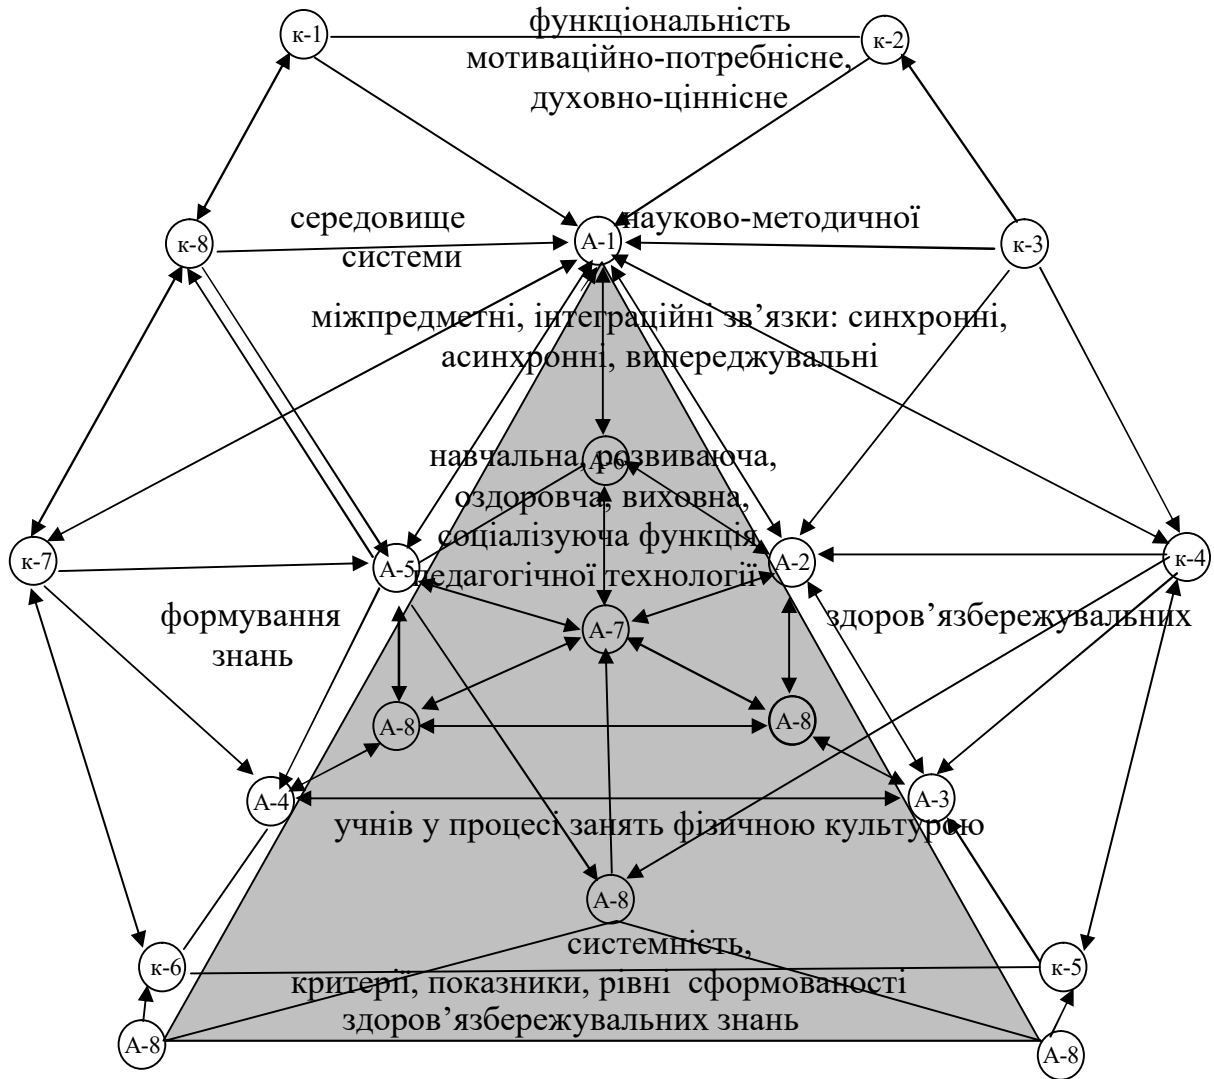 функціональність
к-1
к-2
мотиваційно-потребнісне,
духовно-ціннісне
середовище
науково-методичної
к-8
А-1
к-3
системи
міжпредметні, інтеграційні зв’язки: синхронні,
асинхронні, випереджувальні
навчальна, розвиваюча,
А-6
оздоровча, виховна,
соціалізуюча функція
к-7
А-5
педагогічної технології
А-2
к-4
формування
здоров’язбережувальних
А-7
знань
А-8
А-8
А-4
А-3
учнів у процесі занять фізичною культурою
А-8
системність,
к-6
к-5
критерії, показники, рівні сформованості
здоров’язбережувальних знань
А-8
А-8